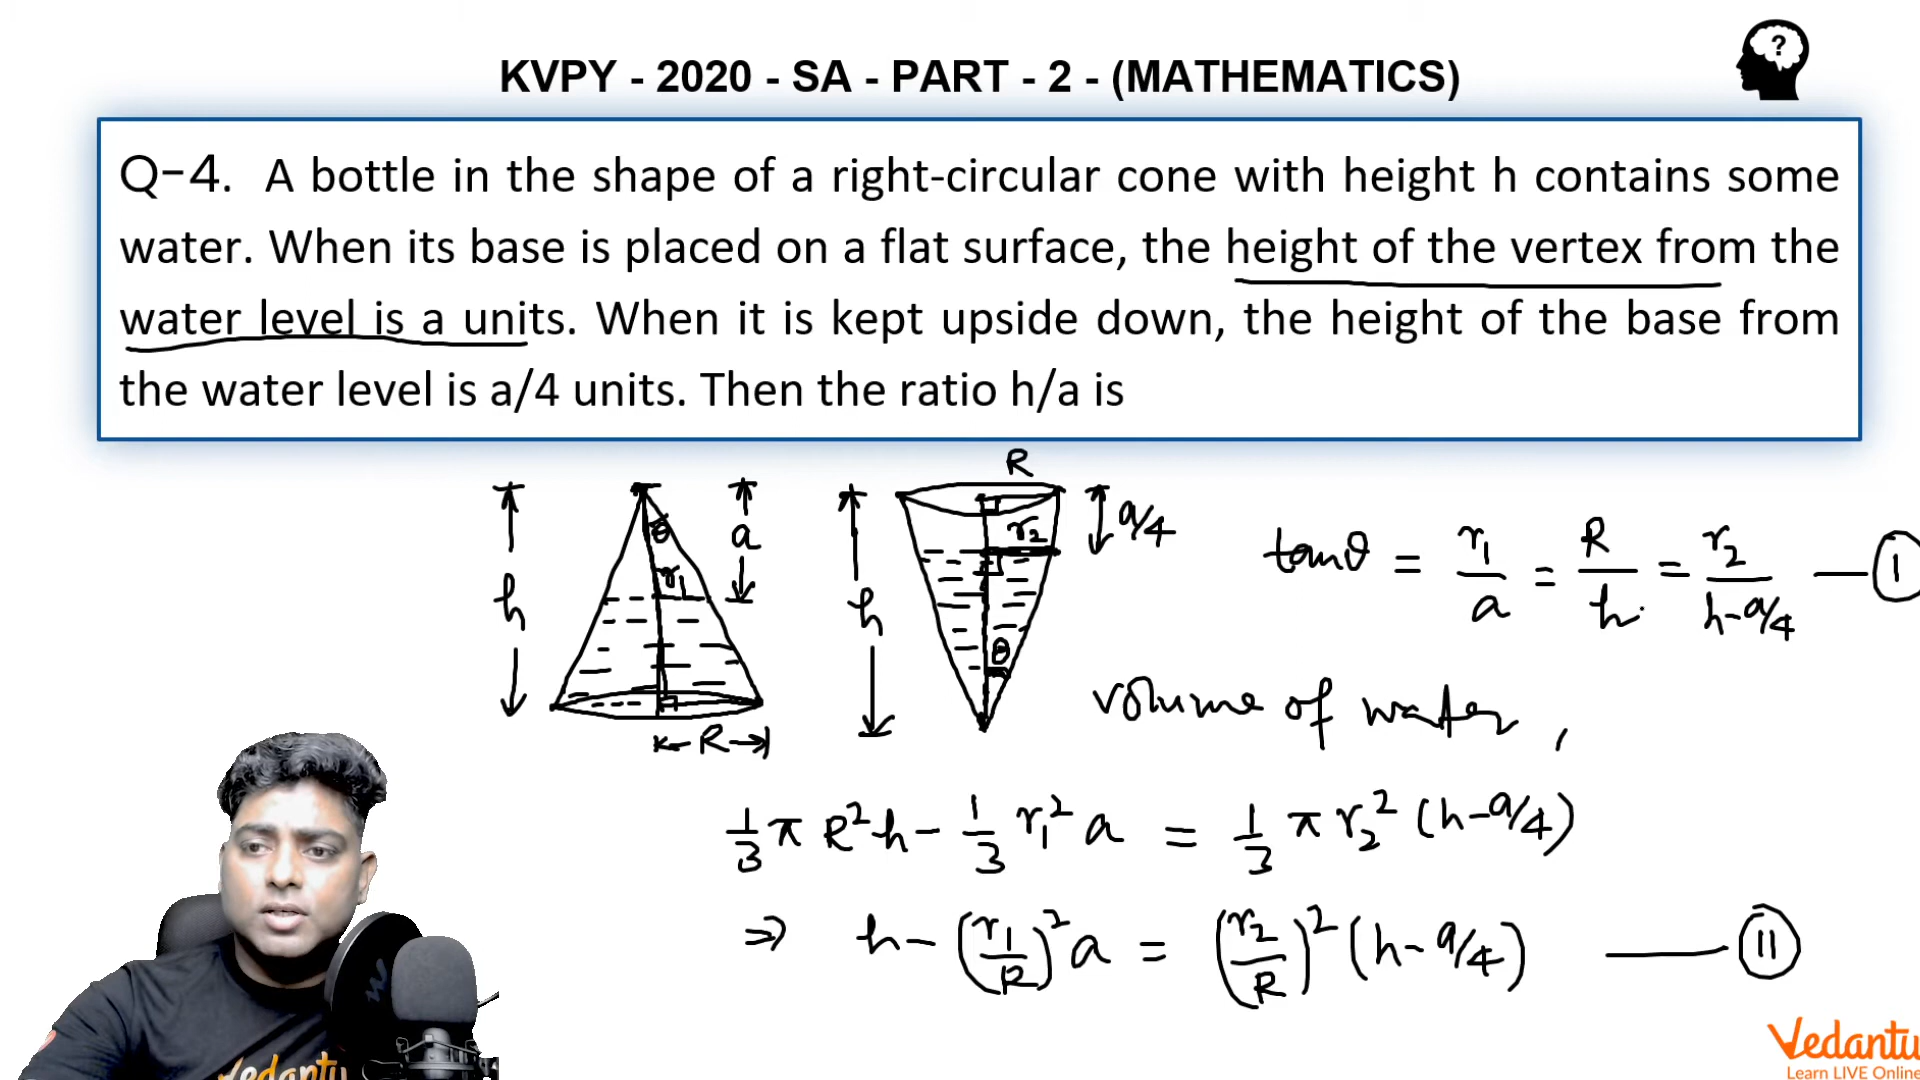 ?
KVPY - 2020 - SA - PART - 2 - (MATHEMATICS)
Q-4. A bottle in the shape of a right-circular cone with height h contains some
water. When its base is placed on a flat surface, the height of the vertex from the
water level is a units. When it is kept upside down, the height of the base from
the water level is a/4 units. Then the ratio h/a is
h θ r₁ a R
R h r₂ a/4 θ
tanθ = r₁/a = R/h = r₂/(h-a/4) — I
volume of water,
1/3 π R² h - 1/3 r₁² a = 1/3 π r₂² (h-a/4)
⇒ h - (r₁/R)² a = (r₂/R)² (h-a/4) — II
vedantu
Vedantu
Learn LIVE Online